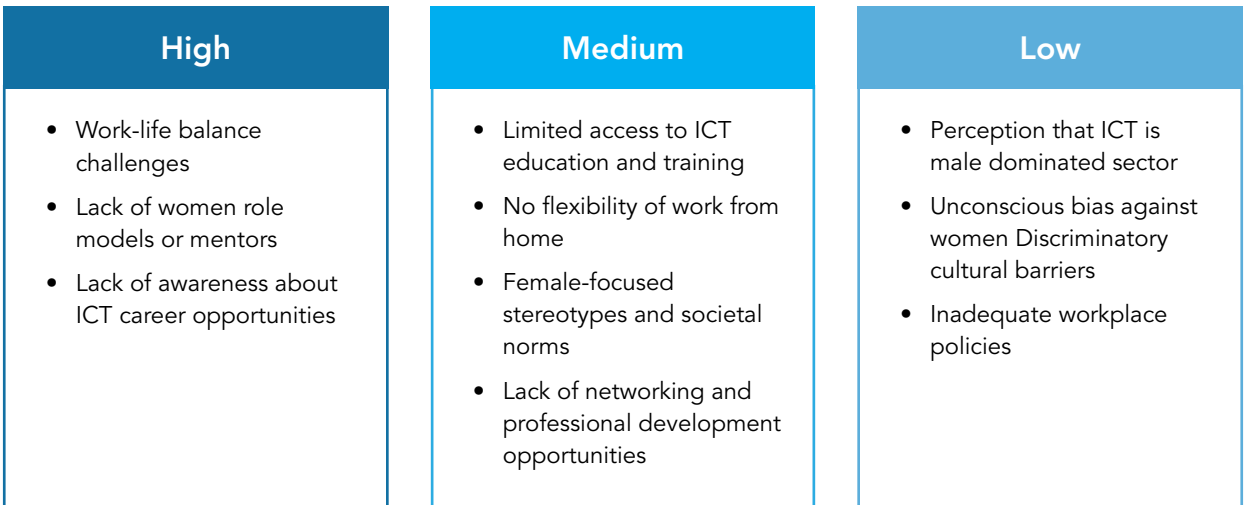 High
• Work-life balance
challenges
• Lack of women role
models or mentors
• Lack of awareness about
ICT career opportunities
Medium
• Limited access to ICT
education and training
• No flexibility of work from
home
• Female-focused
stereotypes and societal
norms
• Lack of networking and
professional development
opportunities
Low
• Perception that ICT is
male dominated sector
• Unconscious bias against
women Discriminatory
cultural barriers
• Inadequate workplace
policies